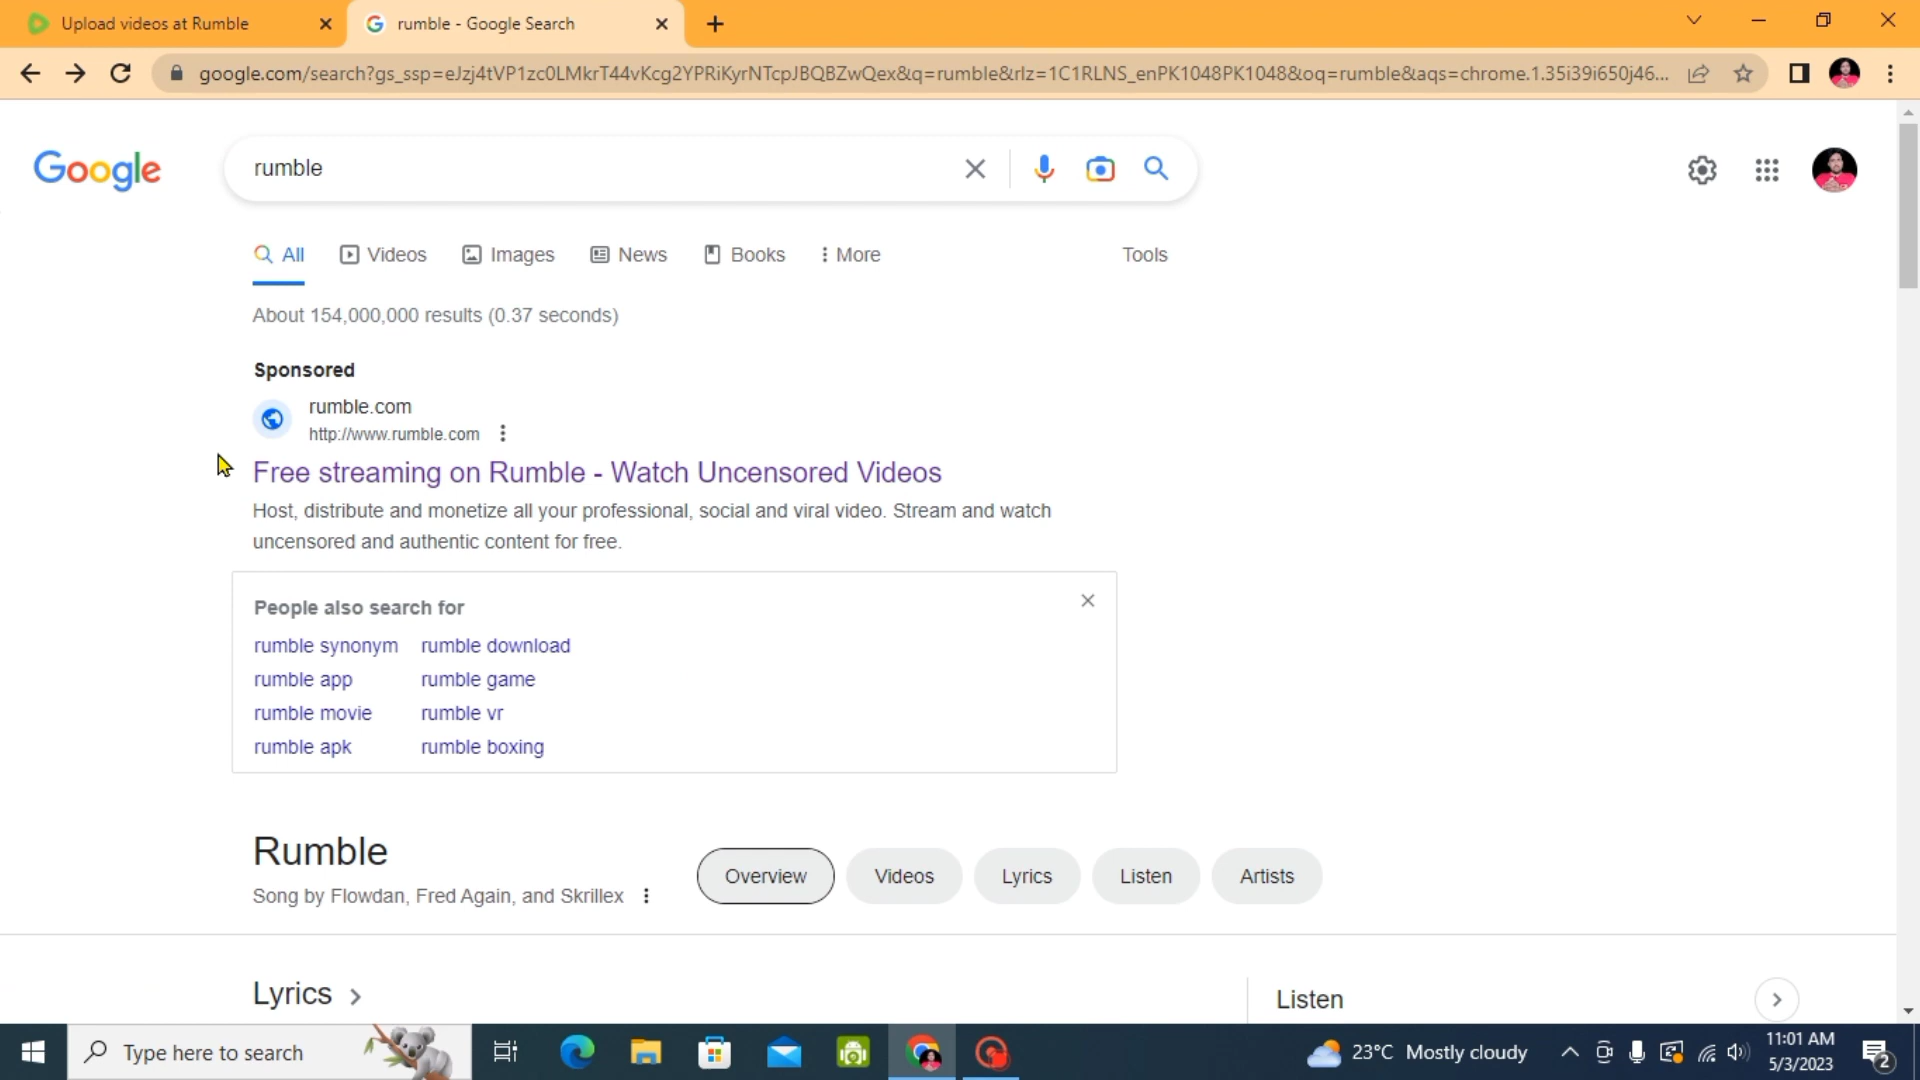 Upload videos at Rumble
rumble - Google Search
google.com/search?gs_ssp=eJzj4tVP1zc0LMkrT44vKcg2YPRiKyrNTcpJBQBZwQex&q=rumble&rlz=1C1RLNS_enPK1048PK1048&oq=rumble&aqs=chrome.1.35i39i650j46...
Google
rumble
All
Videos
Images
News
Books
More
Tools
About 154,000,000 results (0.37 seconds)
Sponsored
rumble.com
http://www.rumble.com
Free streaming on Rumble - Watch Uncensored Videos
Host, distribute and monetize all your professional, social and viral video. Stream and watch
uncensored and authentic content for free.
People also search for
rumble synonym
rumble download
rumble app
rumble game
rumble movie
rumble vr
rumble apk
rumble boxing
Rumble
Song by Flowdan, Fred Again, and Skrillex
Overview
Videos
Lyrics
Listen
Artists
Lyrics
Listen
Type here to search
23°C Mostly cloudy
11:01 AM
5/3/2023
2